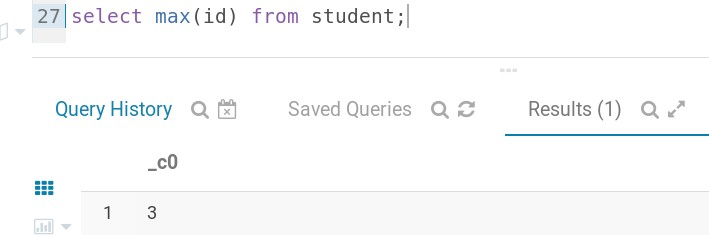 27 select max(id) from student;
Query History Saved Queries Results (1)
_c0
1 3